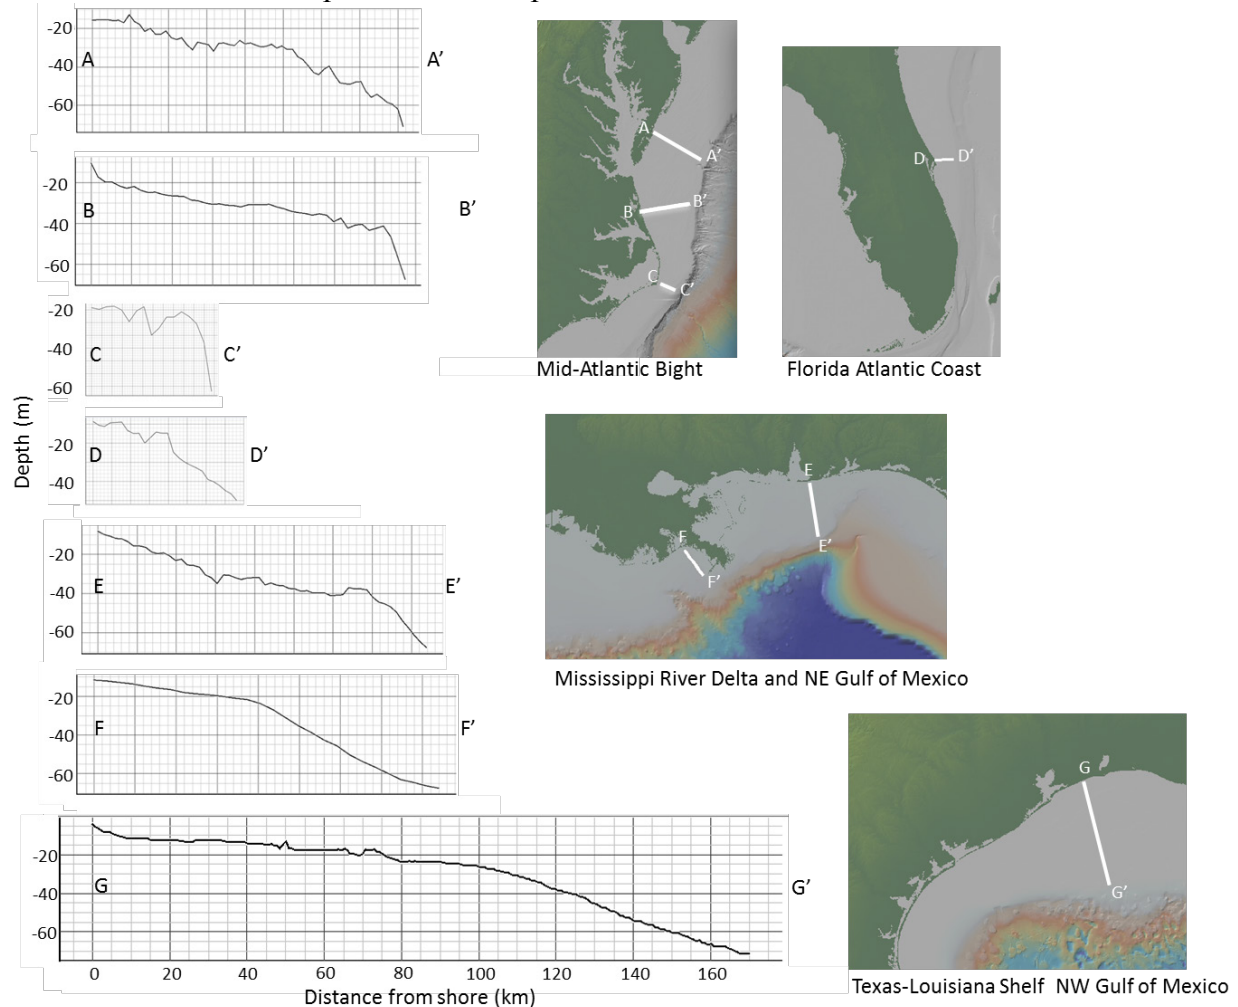 -20
-40
-60
A
A’
-20
-40
-60
B
B’
-20
-40
-60
C
C’
-20
-40
D
D’
-20
-40
-60
E
E’
-20
-40
-60
F
F’
-20
-40
-60
G
G’
0 20 40 60 80 100 120 140 160
Distance from shore (km)
Depth (m)
A
A’
B
B’
C
C’
Mid-Atlantic Bight
D
D’
Florida Atlantic Coast
E
E’
F
F’
Mississippi River Delta and NE Gulf of Mexico
G
G’
Texas-Louisiana Shelf NW Gulf of Mexico